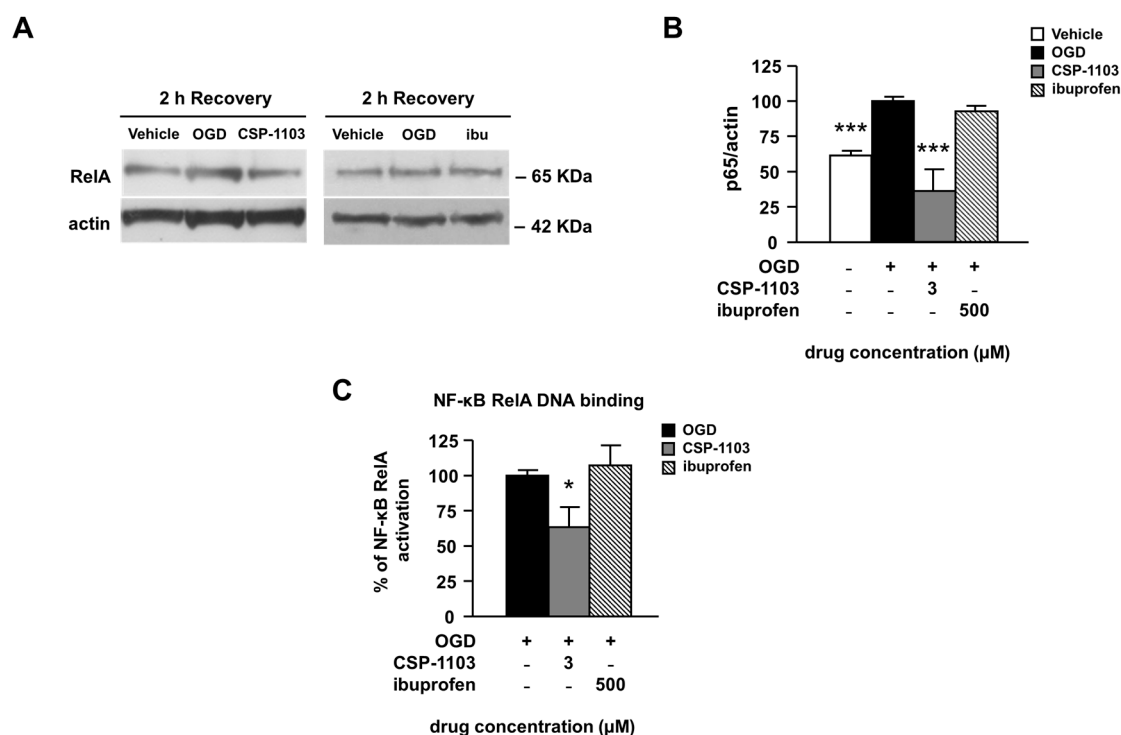 A
2 h Recovery
2 h Recovery
Vehicle OGD CSP-1103
Vehicle OGD ibu
RelA
– 65 KDa
actin
– 42 KDa
B
Vehicle
OGD
CSP-1103
ibuprofen
125
100
75
50
25
0
p65/actin
***
***
OGD - + + +
CSP-1103 - - 3 -
ibuprofen - - - 500
drug concentration (µM)
C
NF-κB RelA DNA binding
OGD
CSP-1103
ibuprofen
125
100
75
50
25
0
% of NF-κB RelA
activation
*
OGD + + +
CSP-1103 - 3 -
ibuprofen - - 500
drug concentration (µM)